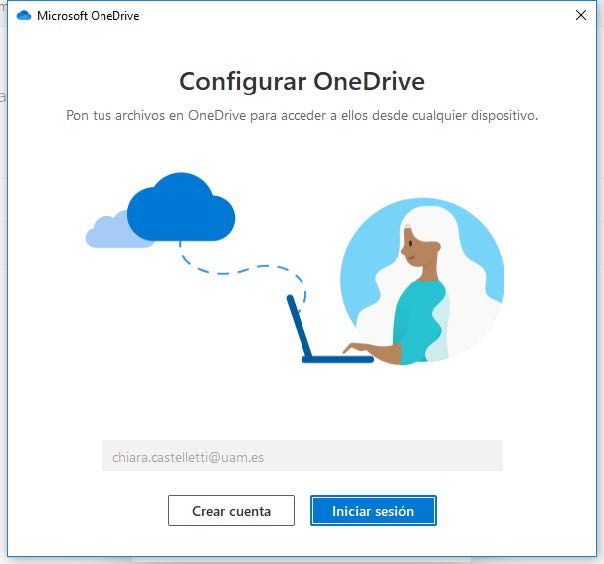 Microsoft OneDrive
Configurar OneDrive
Pon tus archivos en OneDrive para acceder a ellos desde cualquier dispositivo.
chiara.castelletti@uam.es
Crear cuenta
Iniciar sesión